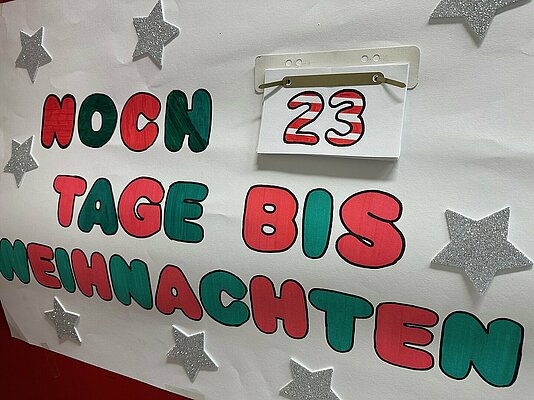 NOCH 23
TAGE BIS
WEIHNACHTEN